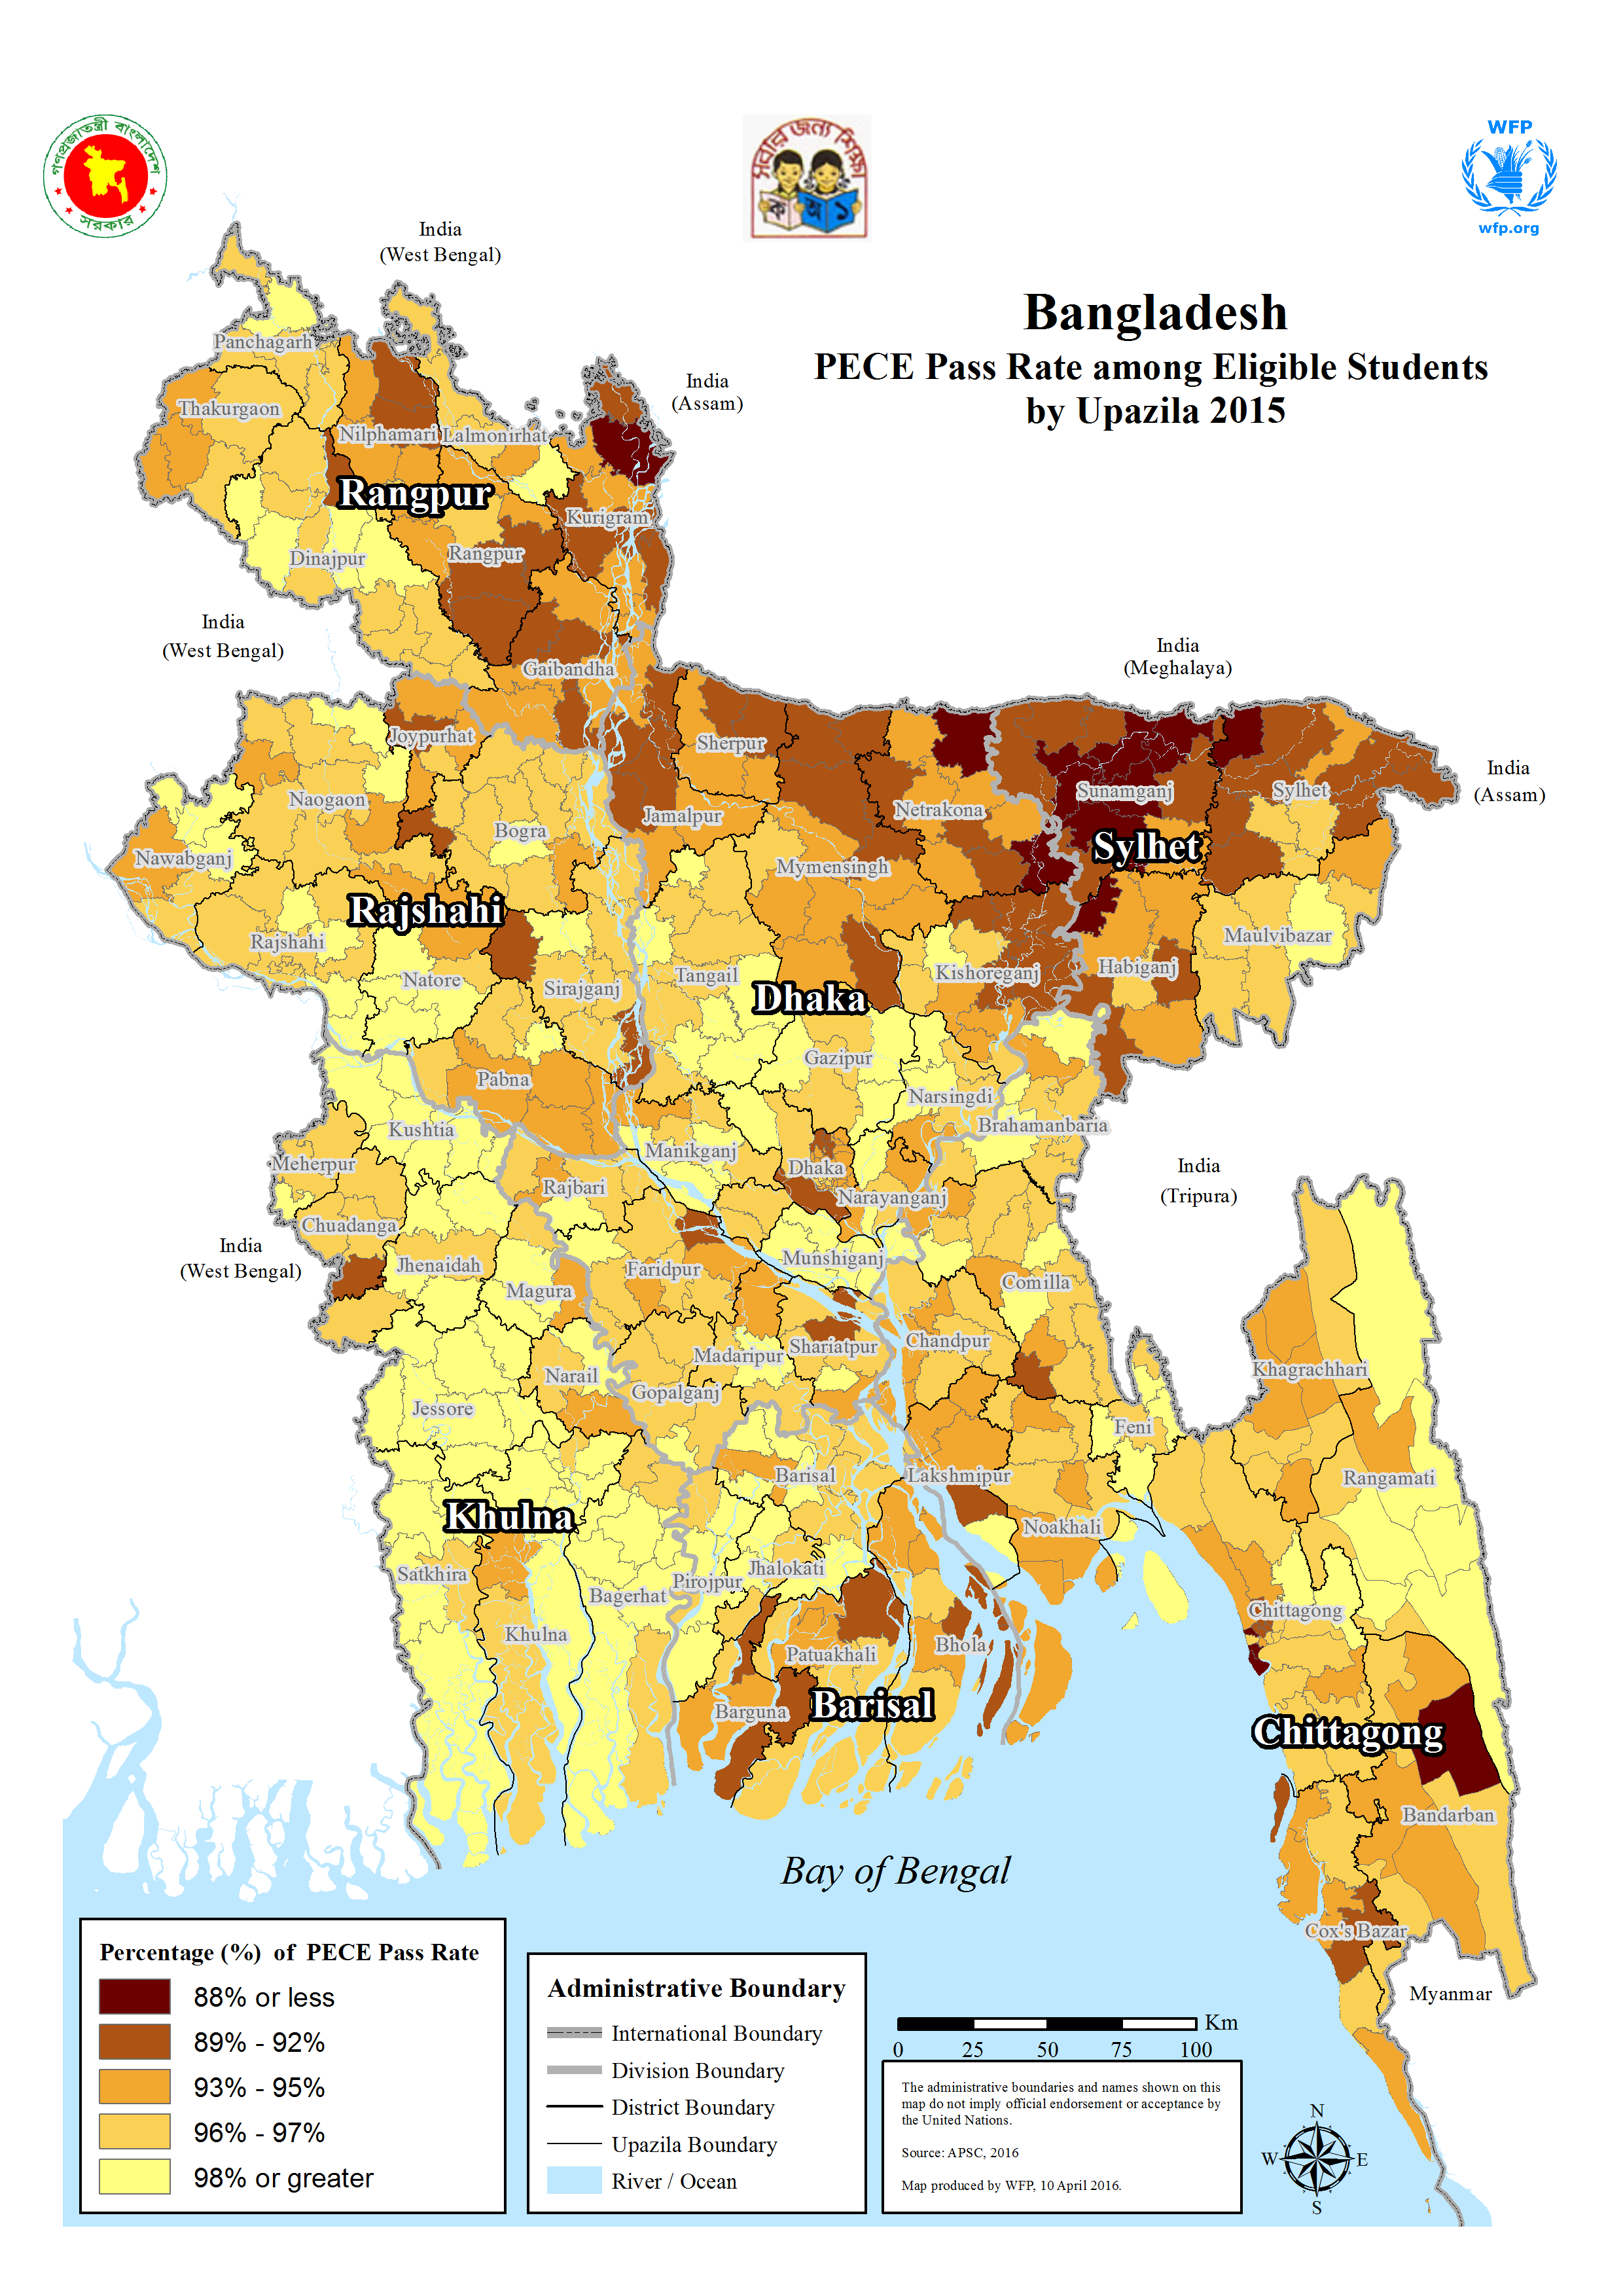 গণপ্রজাতন্ত্রী বাংলাদেশ
সরকার
সবার জন্য শিক্ষা
ক
অ
১
WFP
wfp.org
Bangladesh
PECE Pass Rate among Eligible Students
by Upazila 2015
India
(West Bengal)
India
(Assam)
Panchagarh
Thakurgaon
Nilphamari
Lalmonirhat
Rangpur
Kurigram
Dinajpur
Rangpur
India
(West Bengal)
Gaibandha
India
(Meghalaya)
Joypurhat
Sherpur
India
(Assam)
Naogaon
Bogra
Jamalpur
Netrakona
Sunamganj
Sylhet
Nawabganj
Mymensingh
Sylhet
Rajshahi
Rajshahi
Natore
Sirajganj
Tangail
Kishoreganj
Habiganj
Maulvibazar
Dhaka
Gazipur
Pabna
Narsingdi
Kushtia
Brahamanbaria
Meherpur
Manikganj
Dhaka
India
(Tripura)
Rajbari
Narayanganj
Chuadanga
India
(West Bengal)
Jhenaidah
Magura
Faridpur
Munshiganj
Comilla
Narail
Madaripur
Shariatpur
Chandpur
Khagrachhari
Jessore
Gopalganj
Feni
Barisal
Lakshmipur
Rangamati
Khulna
Noakhali
Satkhira
Bagerhat
Pirojpur
Jhalokati
Chittagong
Khulna
Patuakhali
Bhola
Barguna
Barisal
Chittagong
Bandarban
Bay of Bengal
Cox's Bazar
Myanmar
Percentage (%) of PECE Pass Rate
88% or less
89% - 92%
93% - 95%
96% - 97%
98% or greater
Administrative Boundary
International Boundary
Division Boundary
District Boundary
Upazila Boundary
River / Ocean
Km
0 25 50 75 100
The administrative boundaries and names shown on this
map do not imply official endorsement or acceptance by
the United Nations.
Source: APSC, 2016
Map produced by WFP, 10 April 2016.
N
W E
S